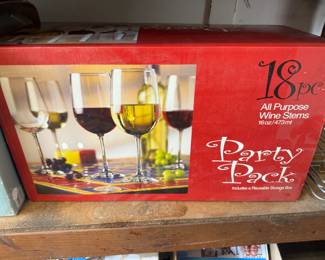 18pc
All Purpose
Wine Stems
16 oz/473ml
Party
Pack
Includes a Reusable Storage Box